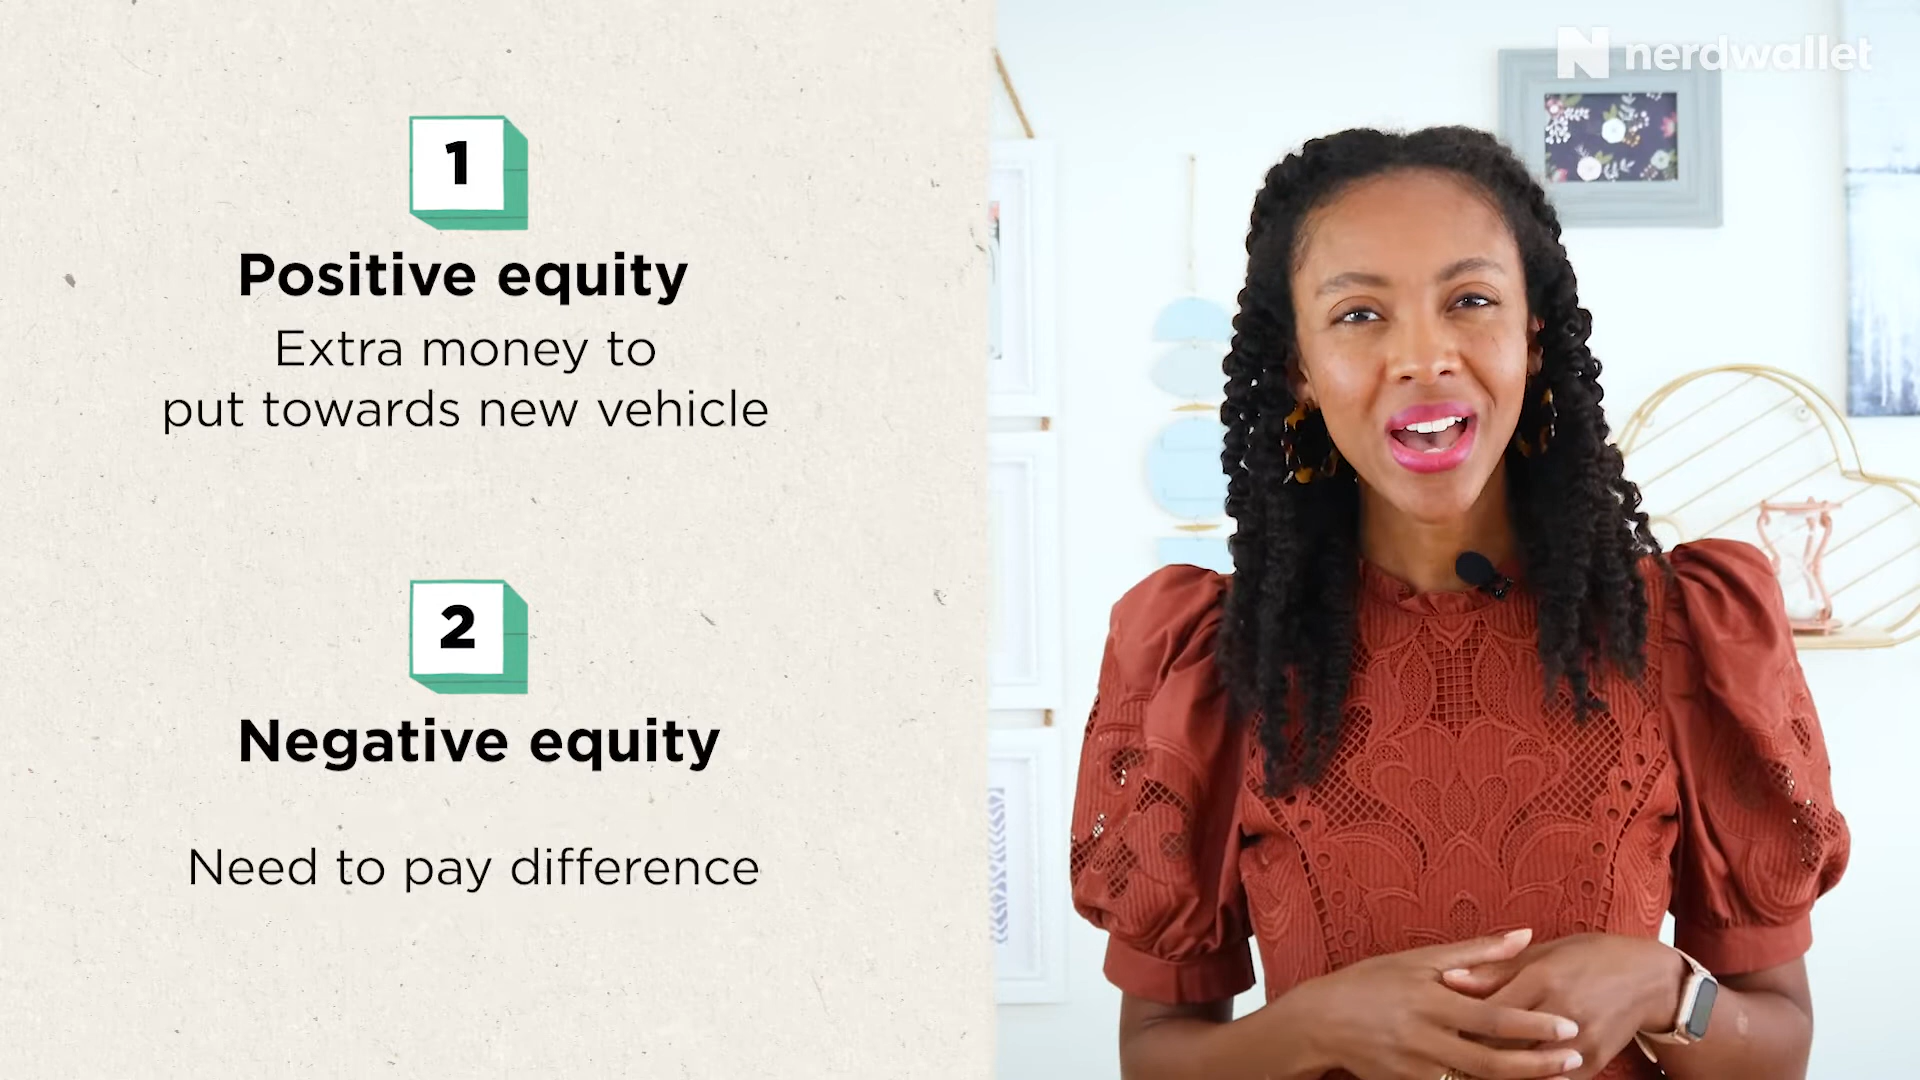 nerdwallet
1
Positive equity
Extra money to
put towards new vehicle
2
Negative equity
Need to pay difference